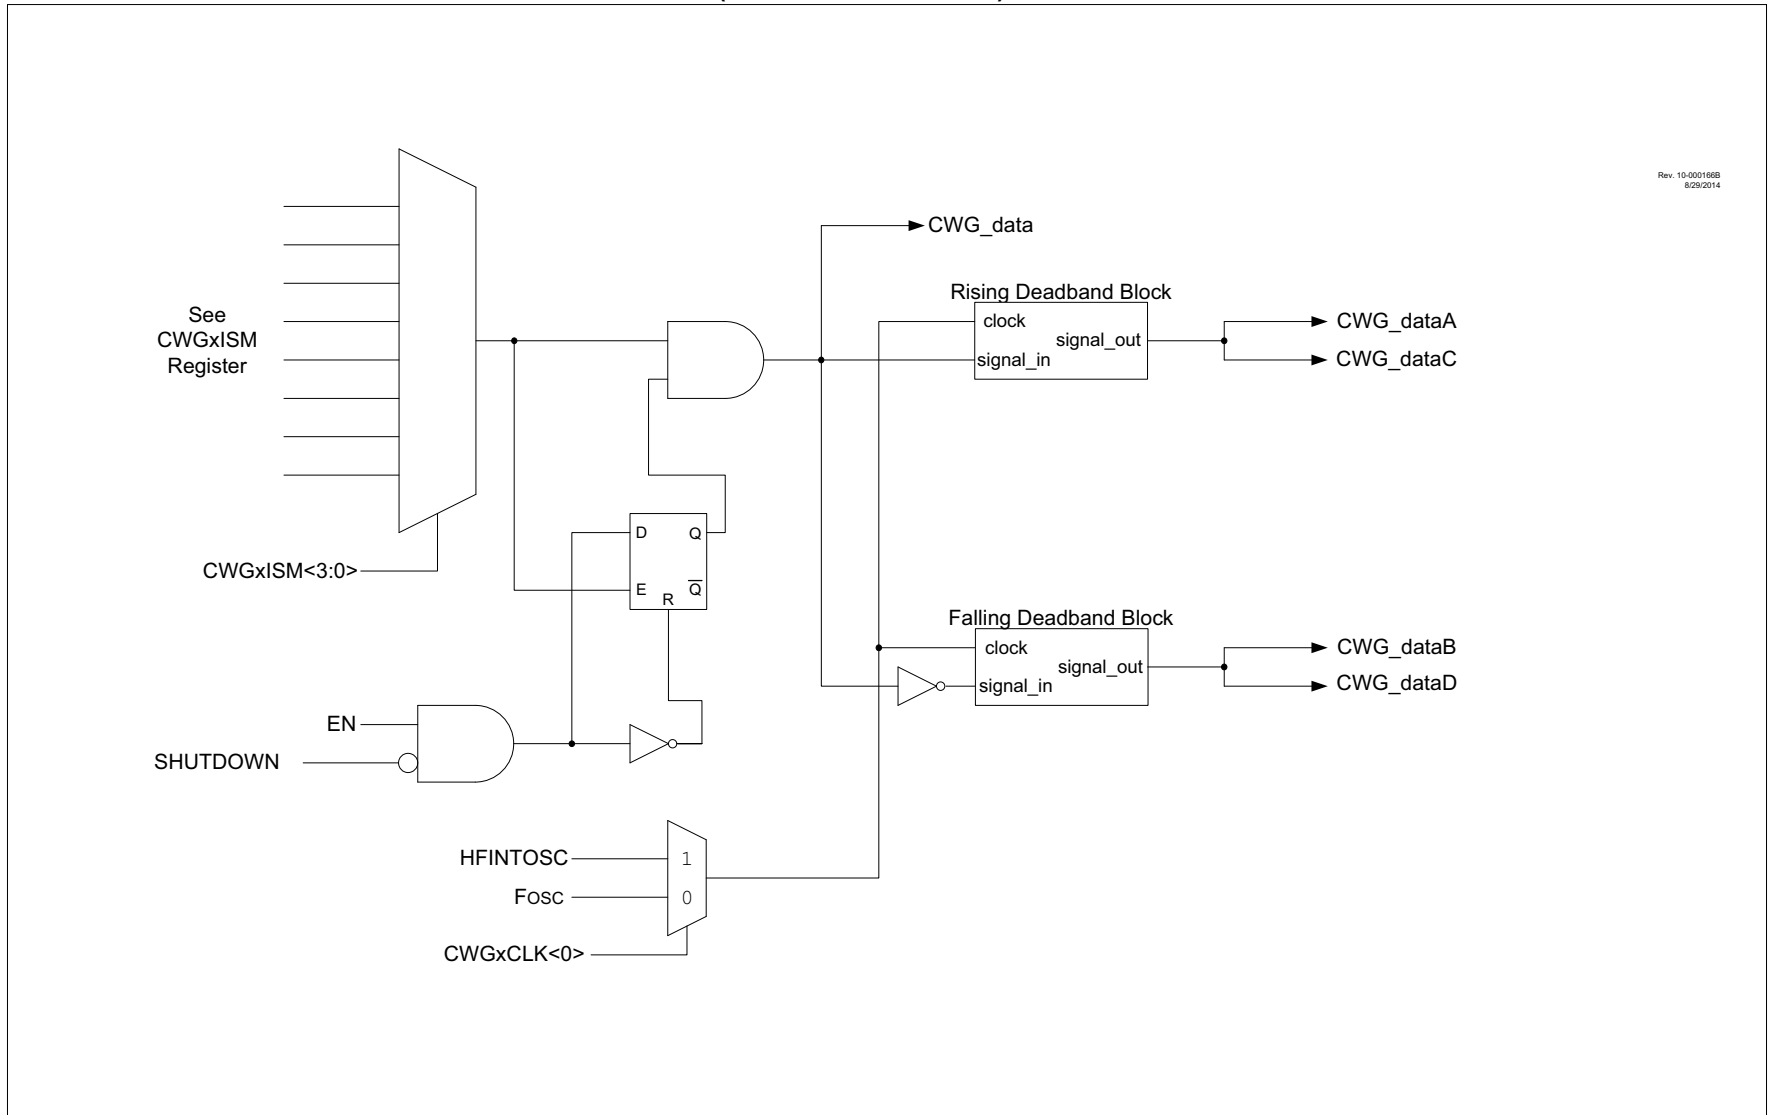 Rev. 10-000166B
8/29/2014
CWG_data
Rising Deadband Block
clock
signal_out
signal_in
CWG_dataA
CWG_dataC
See
CWGxISM
Register
CWGxISM<3:0>
D
Q
E
Q̅
R
Falling Deadband Block
clock
signal_out
signal_in
CWG_dataB
CWG_dataD
EN
SHUTDOWN
HFINTOSC
1
FOSC
0
CWGxCLK<0>